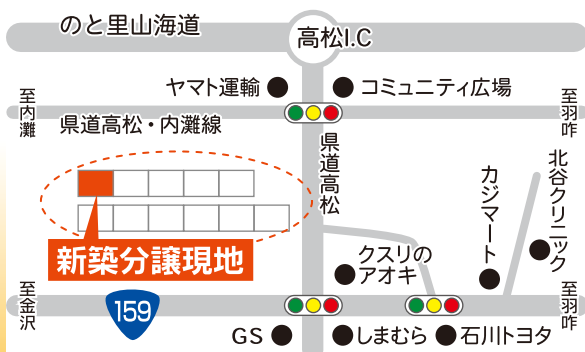 のと里山海道
高松I.C
ヤマト運輸
コミュニティ広場
至内灘
県道高松・内灘線
至羽咋
県道高松
北谷クリニック
カジマート
新築分譲現地
クスリの
アオキ
至金沢
159
至羽咋
GS
しまむら
石川トヨタ